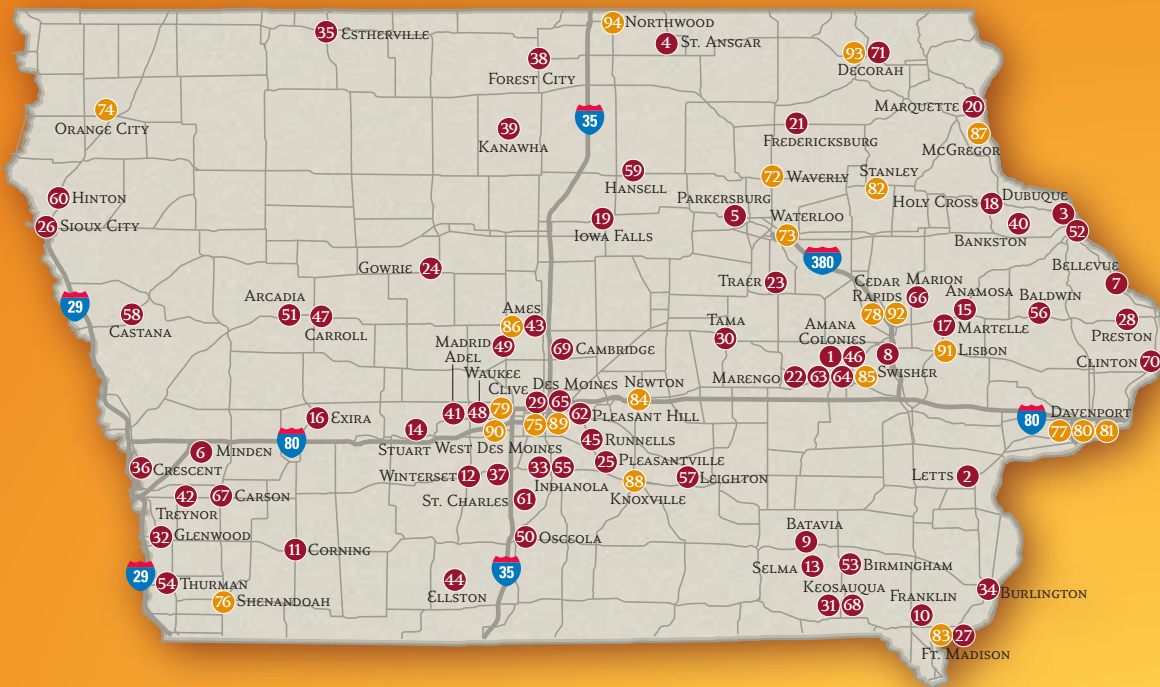 94 Northwood
35 Estherville
4 St. Ansgar
93 71
Decorah
38
Forest City
74
Orange City
Marquette 20
35
39
Kanawha
21
Fredericksburg
87
McGregor
59
Hansell
72 Waverly
Stanley
82
60 Hinton
26 Sioux City
19
Iowa Falls
Parkersburg
5
Waterloo
73
Holy Cross 18
Dubuque
3
40
Bankston
52
Gowrie 24
380
Bellevue
7
Traer 23
29
58
Castana
Arcadia
51 47
Carroll
Ames
86 43
Madrid
49
69 Cambridge
Tama
30
Cedar
Rapids
78 92
Marion
66
Anamosa
15
17 Martelle
Baldwin
56
28
Preston
Amana
Colonies
1 46
8
Swisher
91 Lisbon
Clinton 70
Marengo 22 63 64 85
Adel
41
Waukee
48
Clive
79
90
West Des Moines
Des Moines
29 65
75 89
62 Pleasant Hill
Newton
84
80
Davenport
77 80 81
16 Exira
14
Stuart
80
6 Minden
36 Crescent
45 Runnells
25 Pleasantville
Winterset 12 37
33 55
Indianola
88
Knoxville
57 Leighton
Letts 2
42
Treynor
67 Carson
St. Charles 61
32 Glenwood
11 Corning
50 Osceola
Batavia
9
Selma 13
53 Birmingham
29
54 Thurman
76 Shenandoah
44
Ellston
35
Keosauqua
31 68
Franklin
10
34 Burlington
83 27
Ft. Madison